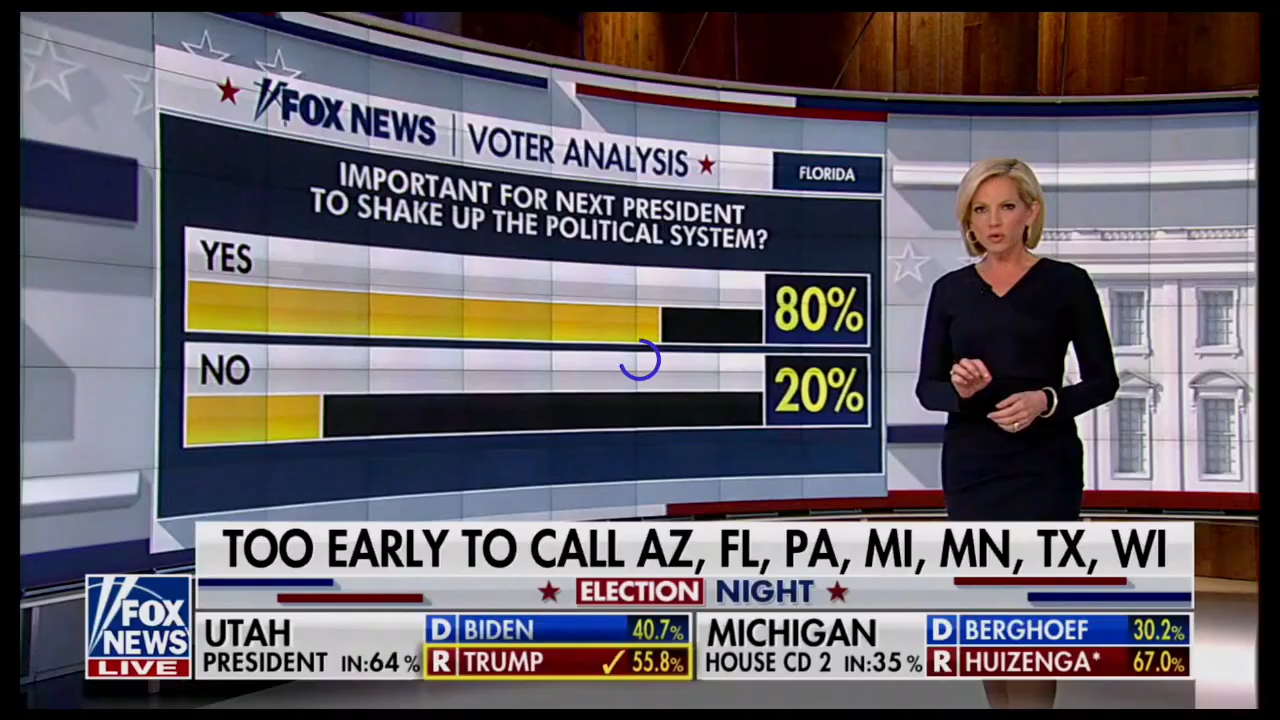 FOX NEWS | VOTER ANALYSIS
FLORIDA
IMPORTANT FOR NEXT PRESIDENT
TO SHAKE UP THE POLITICAL SYSTEM?
YES
80%
NO
20%
TOO EARLY TO CALL AZ, FL, PA, MI, MN, TX, WI
ELECTION NIGHT
FOX
NEWS
LIVE
UTAH
PRESIDENT IN:64%
D BIDEN 40.7%
R TRUMP ✓ 55.8%
MICHIGAN
HOUSE CD 2 IN:35%
D BERGHOEF 30.2%
R HUIZENGA* 67.0%